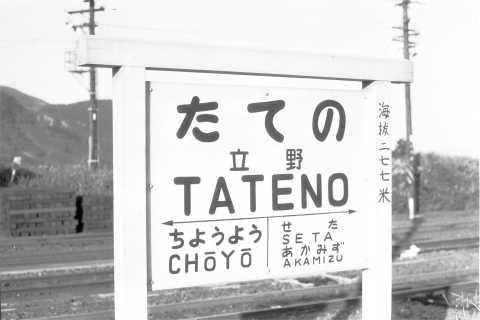 たての
立野
TATENO
ちようよう
CHŌYŌ
せた
SETA
あかみず
AKAMIZU
海抜二七七米